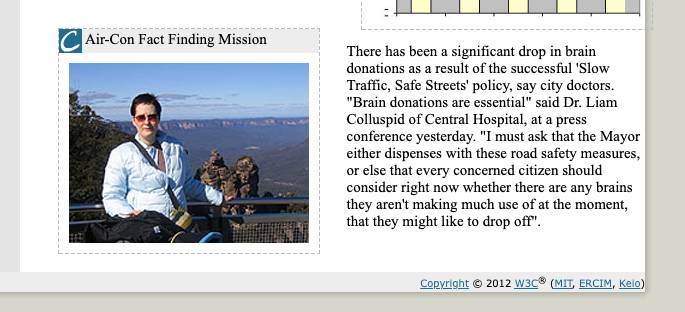 C Air-Con Fact Finding Mission
There has been a significant drop in brain
donations as a result of the successful 'Slow
Traffic, Safe Streets' policy, say city doctors.
"Brain donations are essential" said Dr. Liam
Colluspid of Central Hospital, at a press
conference yesterday. "I must ask that the Mayor
either dispenses with these road safety measures,
or else that every concerned citizen should
consider right now whether there are any brains
they aren't making much use of at the moment,
that they might like to drop off".
Copyright © 2012 W3C® (MIT, ERCIM, Keio)